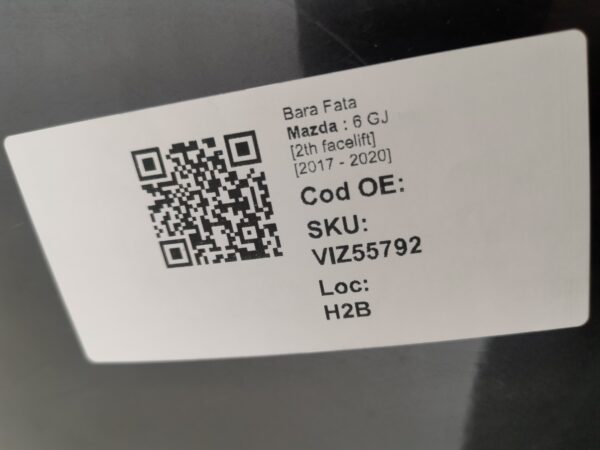 Bara Fata
Mazda : 6 GJ
[2th facelift]
[2017 - 2020]
Cod OE:
SKU:
VIZ55792
Loc:
H2B